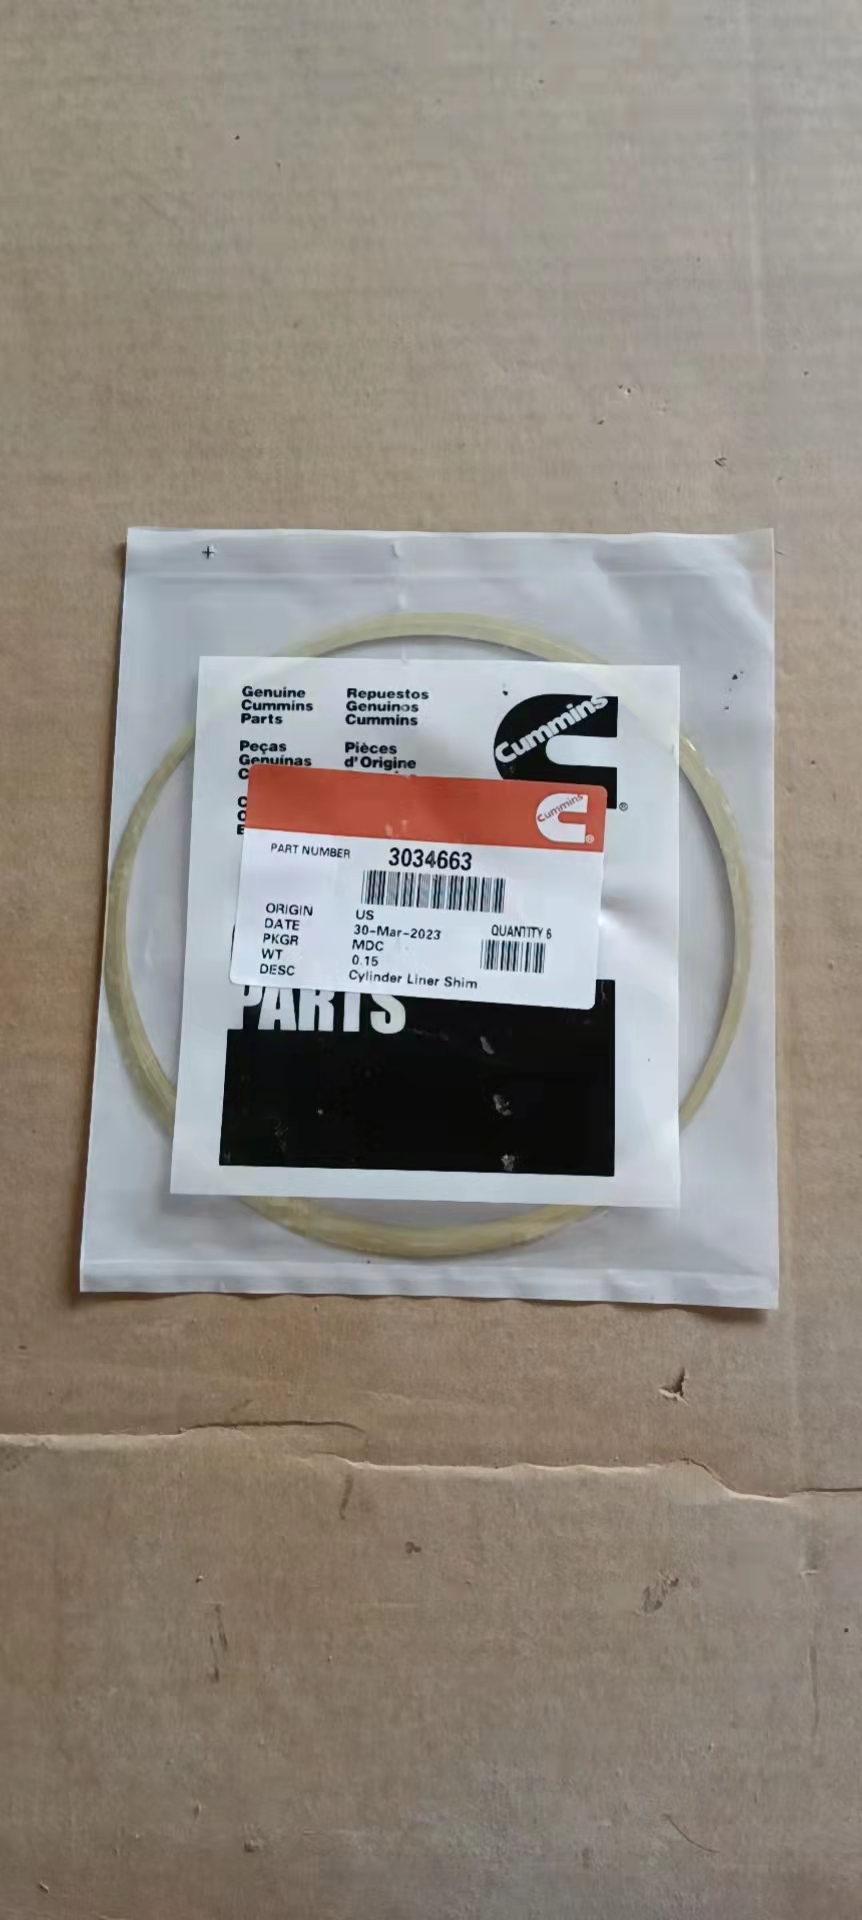 Genuine
Cummins
Parts
Repuestos
Genuinos
Cummins
Peças
Genuínas
C
Pièces
d'Origine
C
O
E
Cummins
®
Cummins
®
PART NUMBER 3034663
ORIGIN US
DATE 30-Mar-2023
PKGR MDC
WT 0.15
DESC Cylinder Liner Shim
QUANTITY 6
PARTS